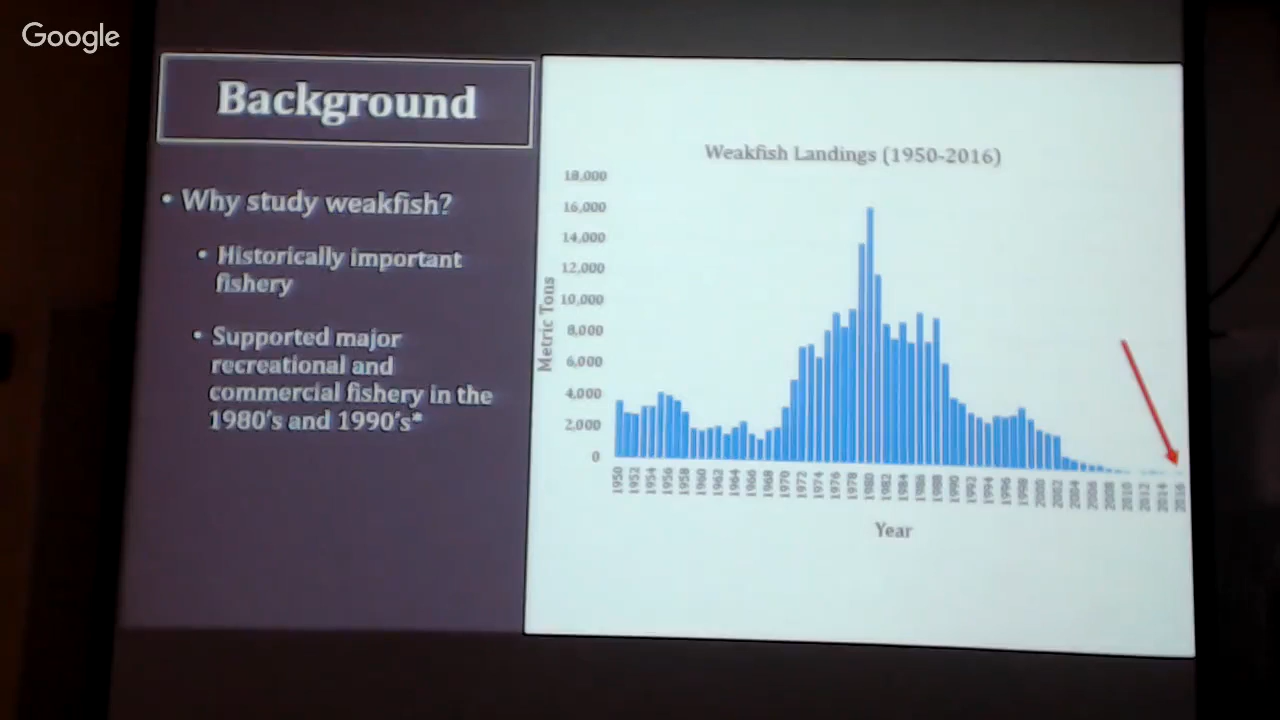 Google
Background
• Why study weakfish?
• Historically important
fishery
• Supported major
recreational and
commercial fishery in the
1980's and 1990's*
Weakfish Landings (1950-2016)
Metric Tons
18,000
16,000
14,000
12,000
10,000
8,000
6,000
4,000
2,000
0
1950 1952 1954 1956 1958 1960 1962 1964 1966 1968 1970 1972 1974 1976 1978 1980 1982 1984 1986 1988 1990 1992 1994 1996 1998 2000 2002 2004 2006 2008 2010 2012 2014 2016
Year